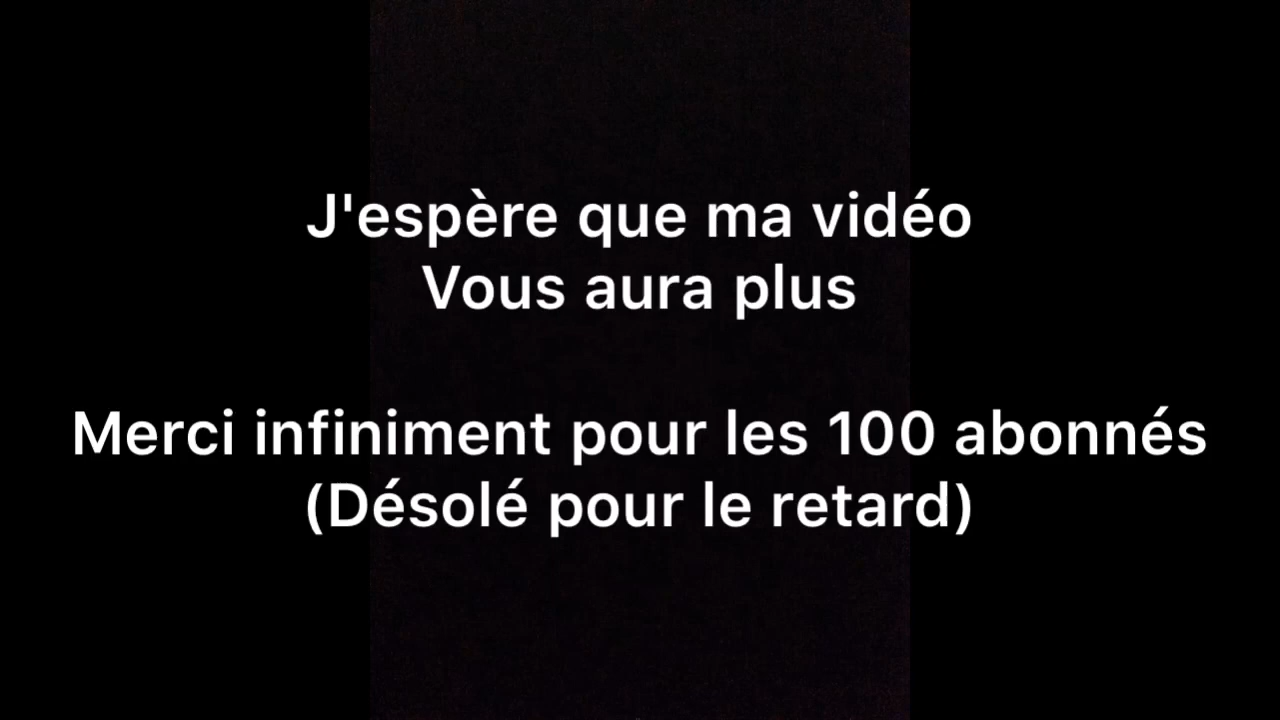 J'espère que ma vidéo
Vous aura plus
Merci infiniment pour les 100 abonnés
(Désolé pour le retard)